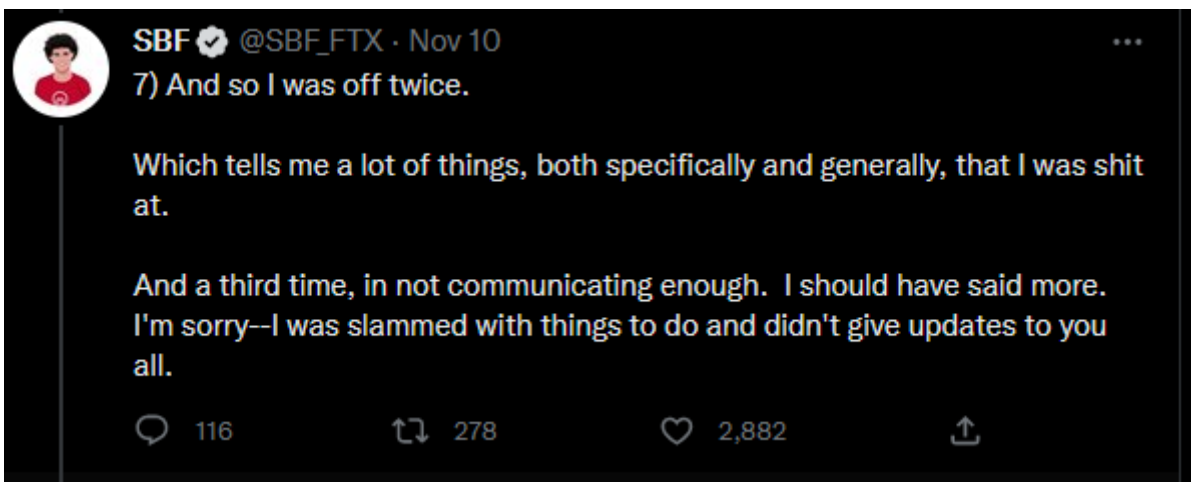 SBF @SBF_FTX · Nov 10
7) And so I was off twice.
Which tells me a lot of things, both specifically and generally, that I was shit
at.
And a third time, in not communicating enough.  I should have said more.
I'm sorry--I was slammed with things to do and didn't give updates to you
all.
116 278 2,882